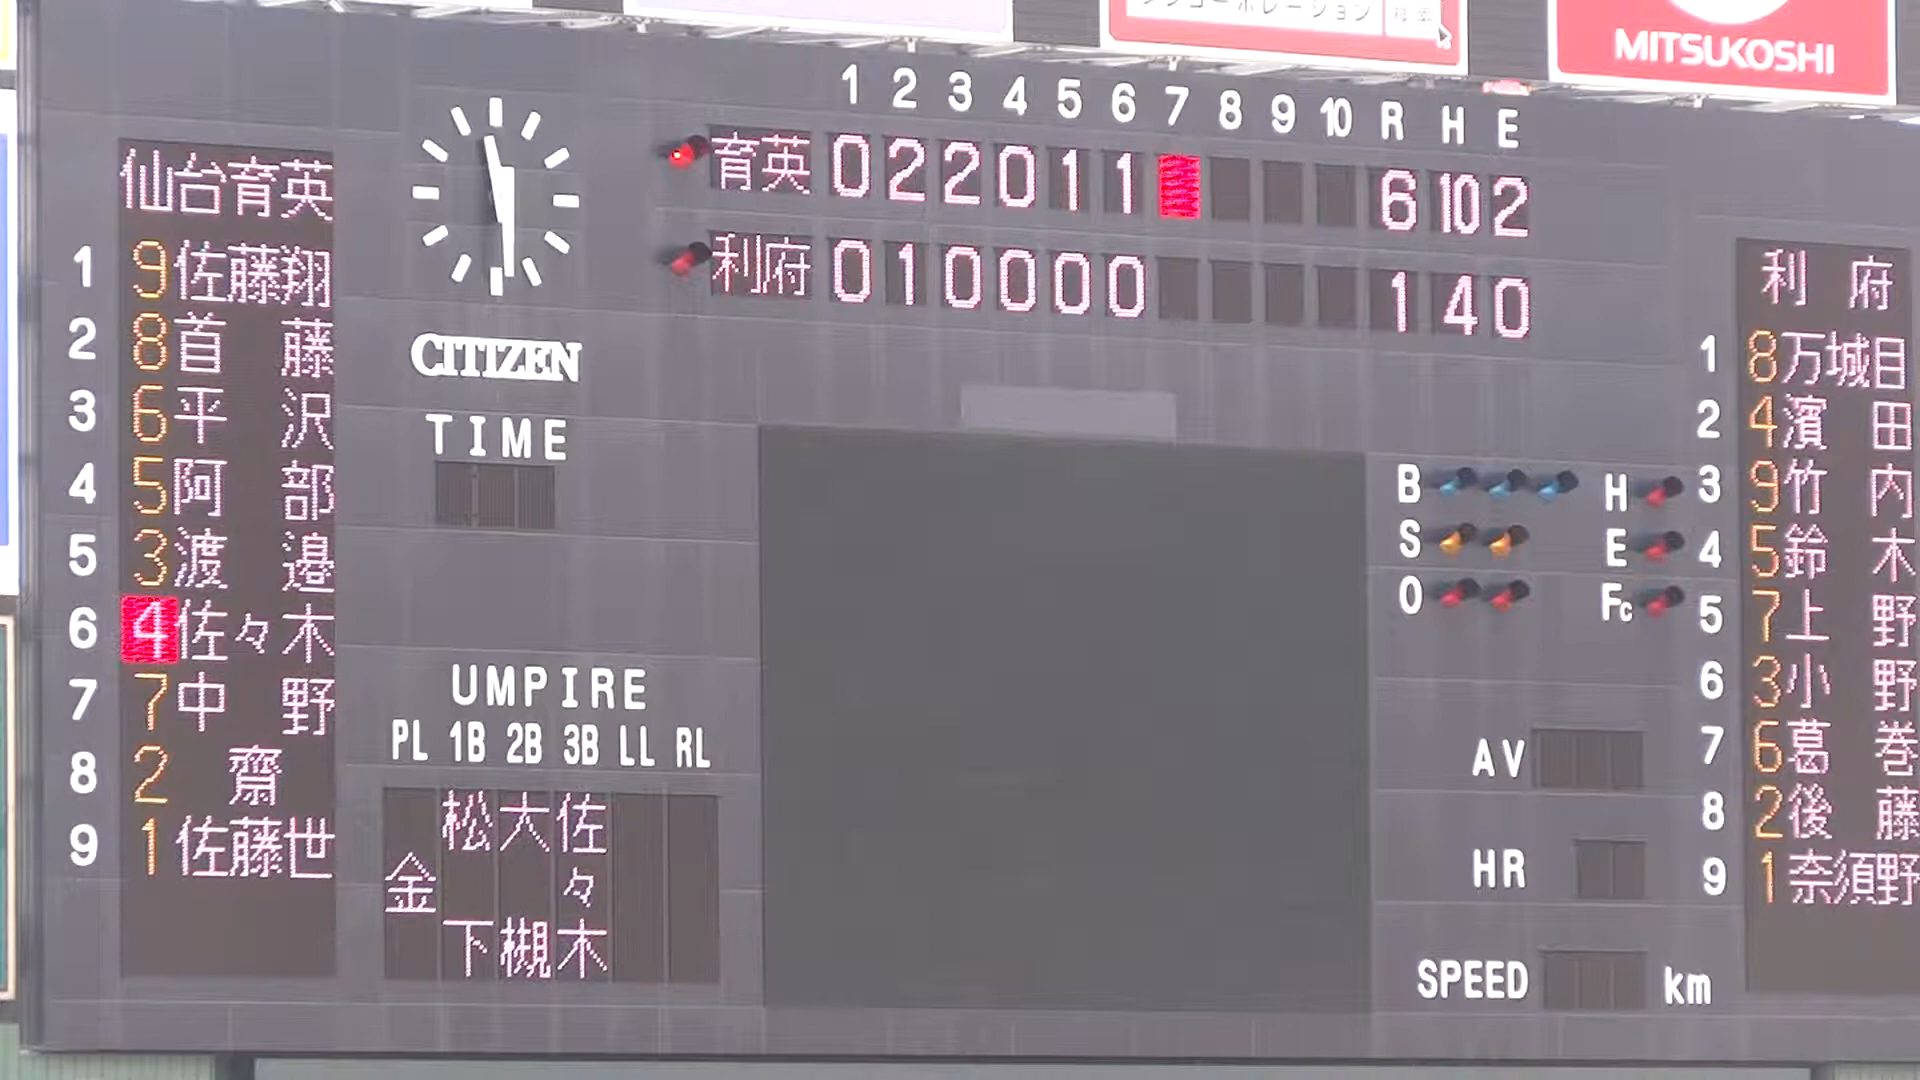 MITSUKOSHI
1 2 3 4 5 6 7 8 9 10 R H E
育英 0 2 2 0 1 1 6 10 2
利府 0 1 0 0 0 0 1 4 0
仙台育英
1 9 佐藤翔
2 8 首藤
3 6 平沢
4 5 阿部
5 3 渡邉
6 4 佐々木
7 7 中野
8 2 齋
9 1 佐藤世
CITIZEN
TIME
UMPIRE
PL 1B 2B 3B LL RL
金 松下 大槻 佐々木
B H
S E
O Fc
AV
HR
SPEED km
利府
1 8 万城目
2 4 濱田
3 9 竹内
4 5 鈴木
5 7 上野
6 3 小野
7 6 葛巻
8 2 後藤
9 1 奈須野